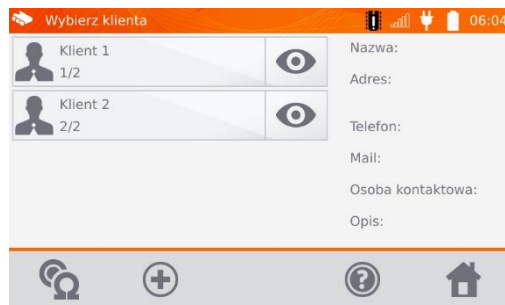 Wybierz klienta
06:04
Klient 1
1/2
Klient 2
2/2
Nazwa:
Adres:
Telefon:
Mail:
Osoba kontaktowa:
Opis: